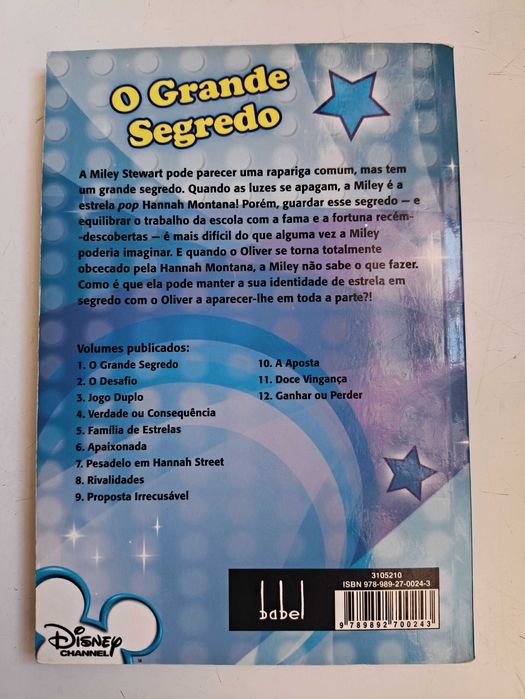 O Grande
Segredo
A Miley Stewart pode parecer uma rapariga comum, mas tem
um grande segredo. Quando as luzes se apagam, a Miley é a
estrela pop Hannah Montana! Porém, guardar esse segredo — e
equilibrar o trabalho da escola com a fama e a fortuna recém-
-descobertas — é mais difícil do que alguma vez a Miley
poderia imaginar. E quando o Oliver se torna totalmente
obcecado pela Hannah Montana, a Miley não sabe o que fazer.
Como é que ela pode manter a sua identidade de estrela em
segredo com o Oliver a aparecer-lhe em toda a parte?!
Volumes publicados:
1. O Grande Segredo
2. O Desafio
3. Jogo Duplo
4. Verdade ou Consequência
5. Família de Estrelas
6. Apaixonada
7. Pesadelo em Hannah Street
8. Rivalidades
9. Proposta Irrecusável
10. A Aposta
11. Doce Vingança
12. Ganhar ou Perder
Disney
CHANNEL
babel
3105210
ISBN 978-989-27-0024-3
9 789892 700243